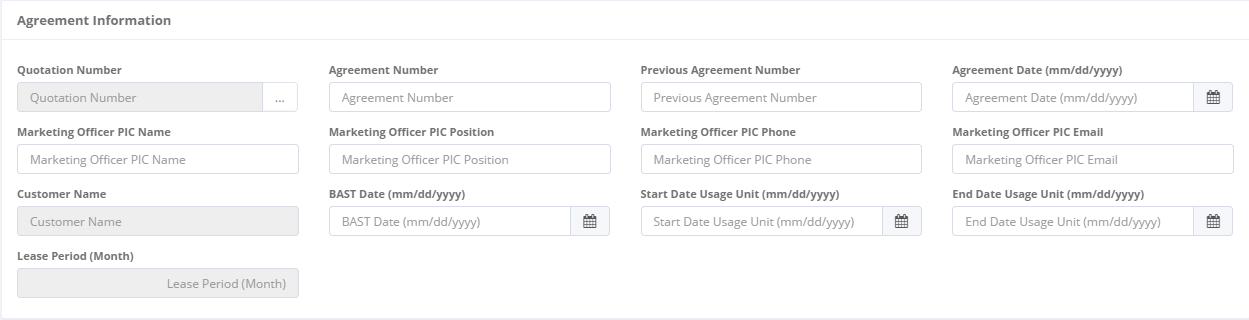 Agreement Information
Quotation Number Agreement Number Previous Agreement Number Agreement Date (mm/dd/yyyy)
Quotation Number ... Agreement Number Previous Agreement Number Agreement Date (mm/dd/yyyy)
Marketing Officer PIC Name Marketing Officer PIC Position Marketing Officer PIC Phone Marketing Officer PIC Email
Marketing Officer PIC Name Marketing Officer PIC Position Marketing Officer PIC Phone Marketing Officer PIC Email
Customer Name BAST Date (mm/dd/yyyy) Start Date Usage Unit (mm/dd/yyyy) End Date Usage Unit (mm/dd/yyyy)
Customer Name BAST Date (mm/dd/yyyy) Start Date Usage Unit (mm/dd/yyyy) End Date Usage Unit (mm/dd/yyyy)
Lease Period (Month)
Lease Period (Month)